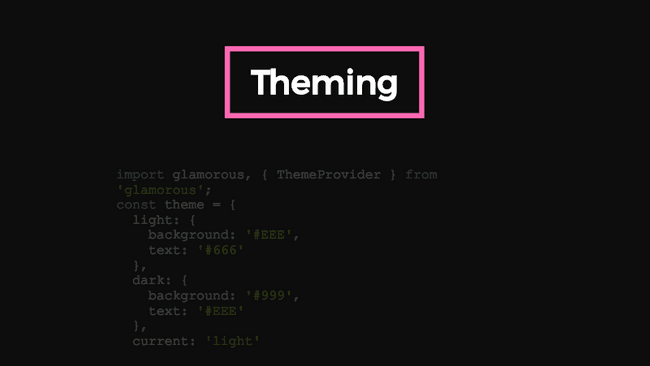 Theming
import glamorous, { ThemeProvider } from
'glamorous';
const theme = {
  light: {
    background: '#EEE',
    text: '#666'
  },
  dark: {
    background: '#999',
    text: '#EEE'
  },
  current: 'light'